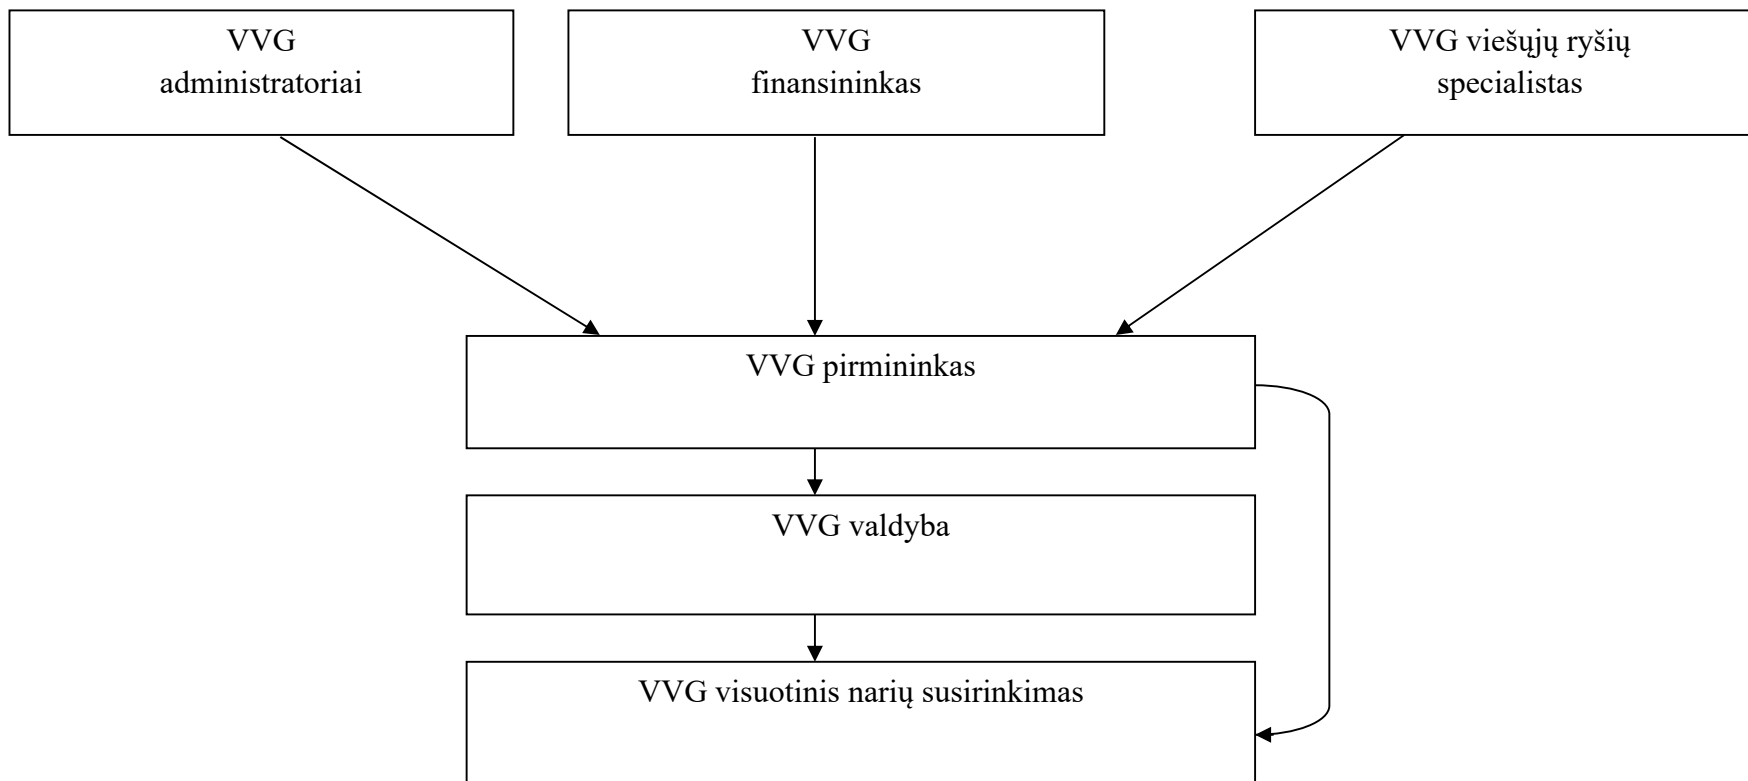 VVG
administratoriai
VVG
finansininkas
VVG viešųjų ryšių
specialistas
VVG pirmininkas
VVG valdyba
VVG visuotinis narių susirinkimas